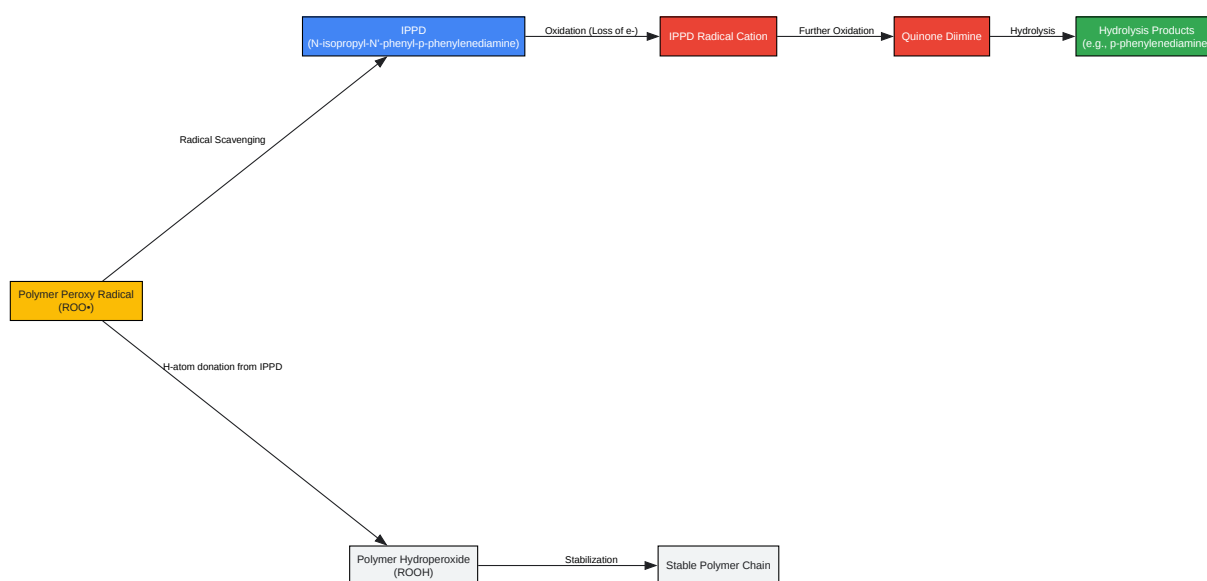 IPPD
(N-isopropyl-N'-phenyl-p-phenylenediamine)
Oxidation (Loss of e-)
IPPD Radical Cation
Further Oxidation
Quinone Diimine
Hydrolysis
Hydrolysis Products
(e.g., p-phenylenediamine
Radical Scavenging
Polymer Peroxy Radical
(ROO•)
H-atom donation from IPPD
Polymer Hydroperoxide
(ROOH)
Stabilization
Stable Polymer Chain